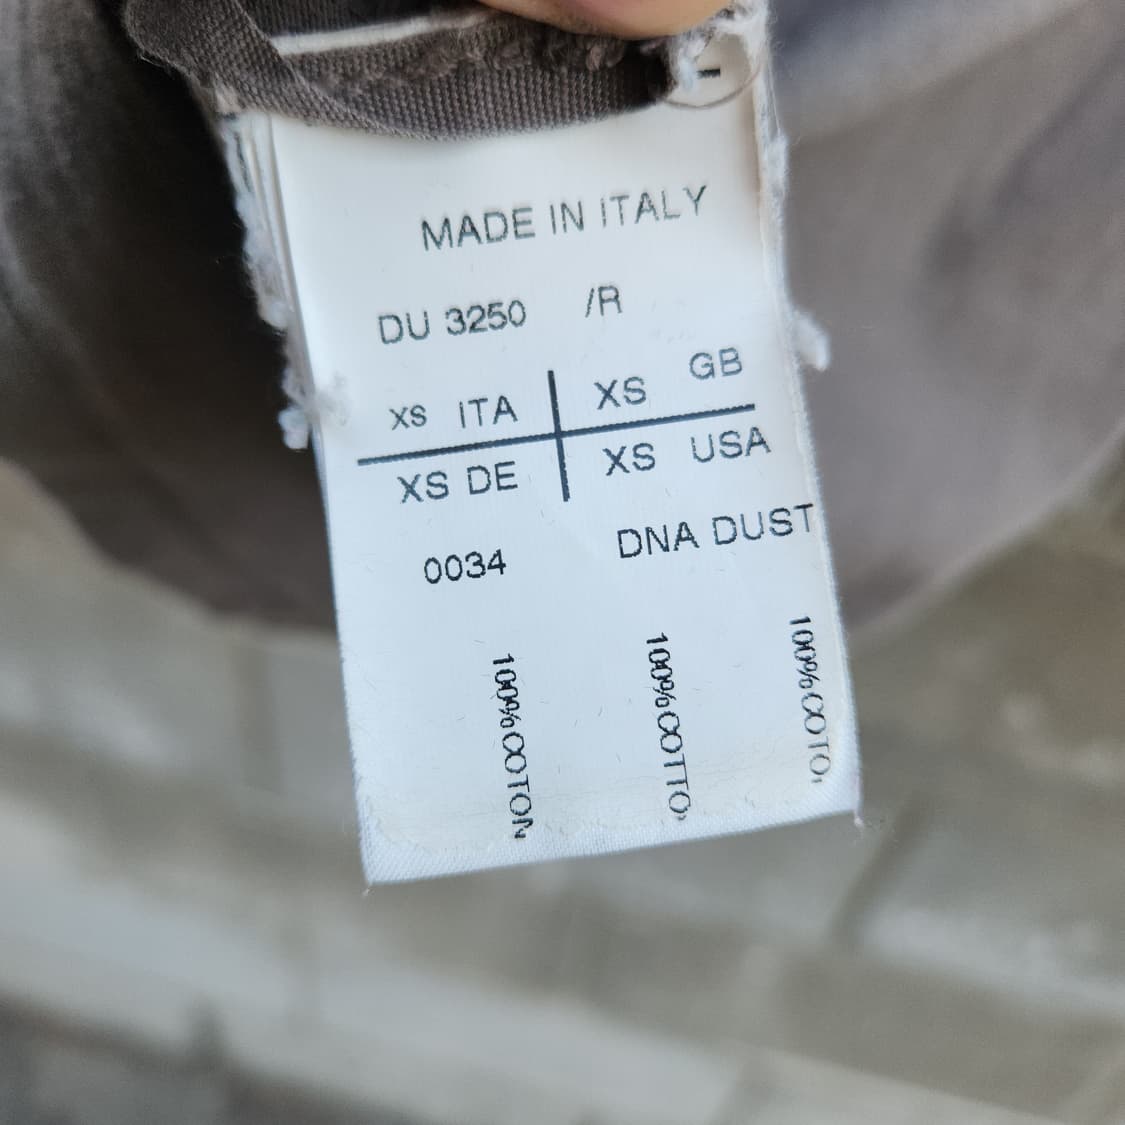 MADE IN ITALY
DU 3250 /R
XS ITA XS GB
XS DE XS USA
0034 DNA DUST
100%COTON
100%COTTO
100%COTO